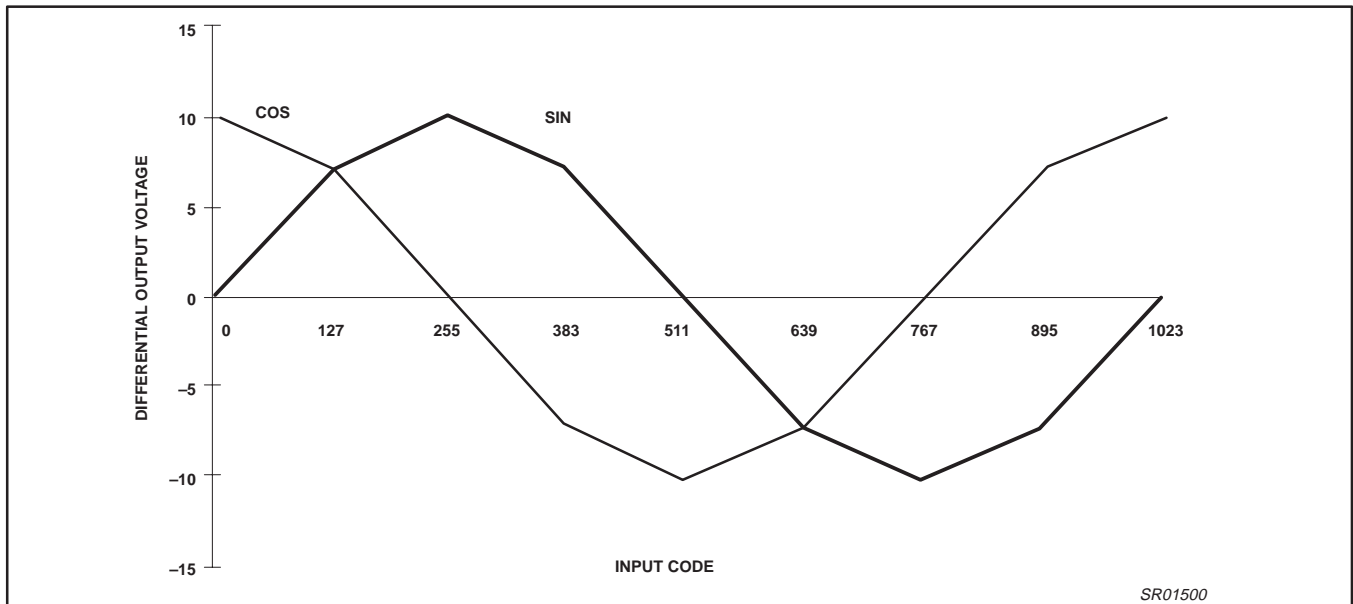 15
COS
SIN
10
5
0
0 127 255 383 511 639 767 895 1023
–5
–10
–15
DIFFERENTIAL OUTPUT VOLTAGE
INPUT CODE
SR01500